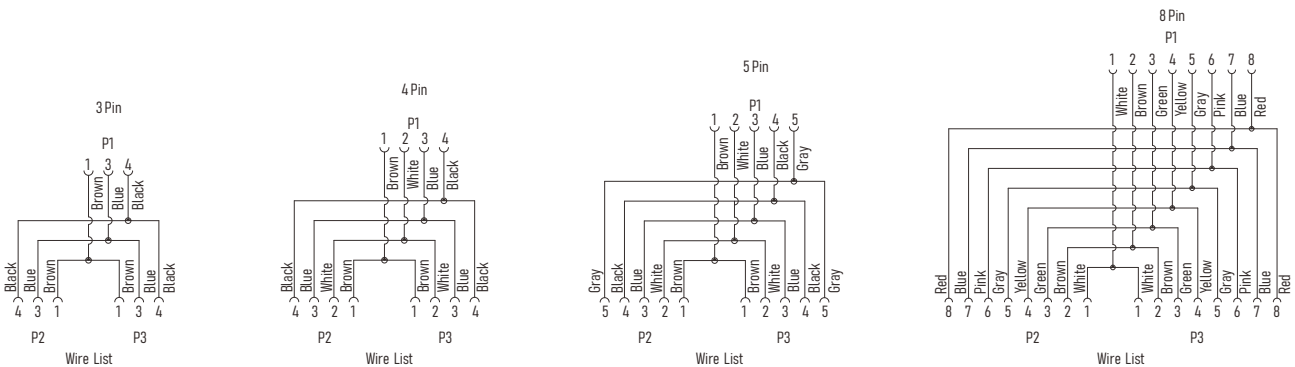 3 Pin
P1
1 3 4
Brown Blue Black
Black Blue Brown Brown Blue Black
4 3 1 1 3 4
P2 P3
Wire List
4 Pin
P1
1 2 3 4
Brown White Blue Black
Black Blue White Brown Brown White Blue Black
4 3 2 1 1 2 3 4
P2 P3
Wire List
5 Pin
P1
1 2 3 4 5
Brown White Blue Black Gray
Gray Black Blue White Brown Brown White Blue Black Gray
5 4 3 2 1 1 2 3 4 5
P2 P3
Wire List
8 Pin
P1
1 2 3 4 5 6 7 8
White Brown Green Yellow Gray Pink Blue Red
Red Blue Pink Gray Yellow Green Brown White White Brown Green Yellow Gray Pink Blue Red
8 7 6 5 4 3 2 1 1 2 3 4 5 6 7 8
P2 P3
Wire List